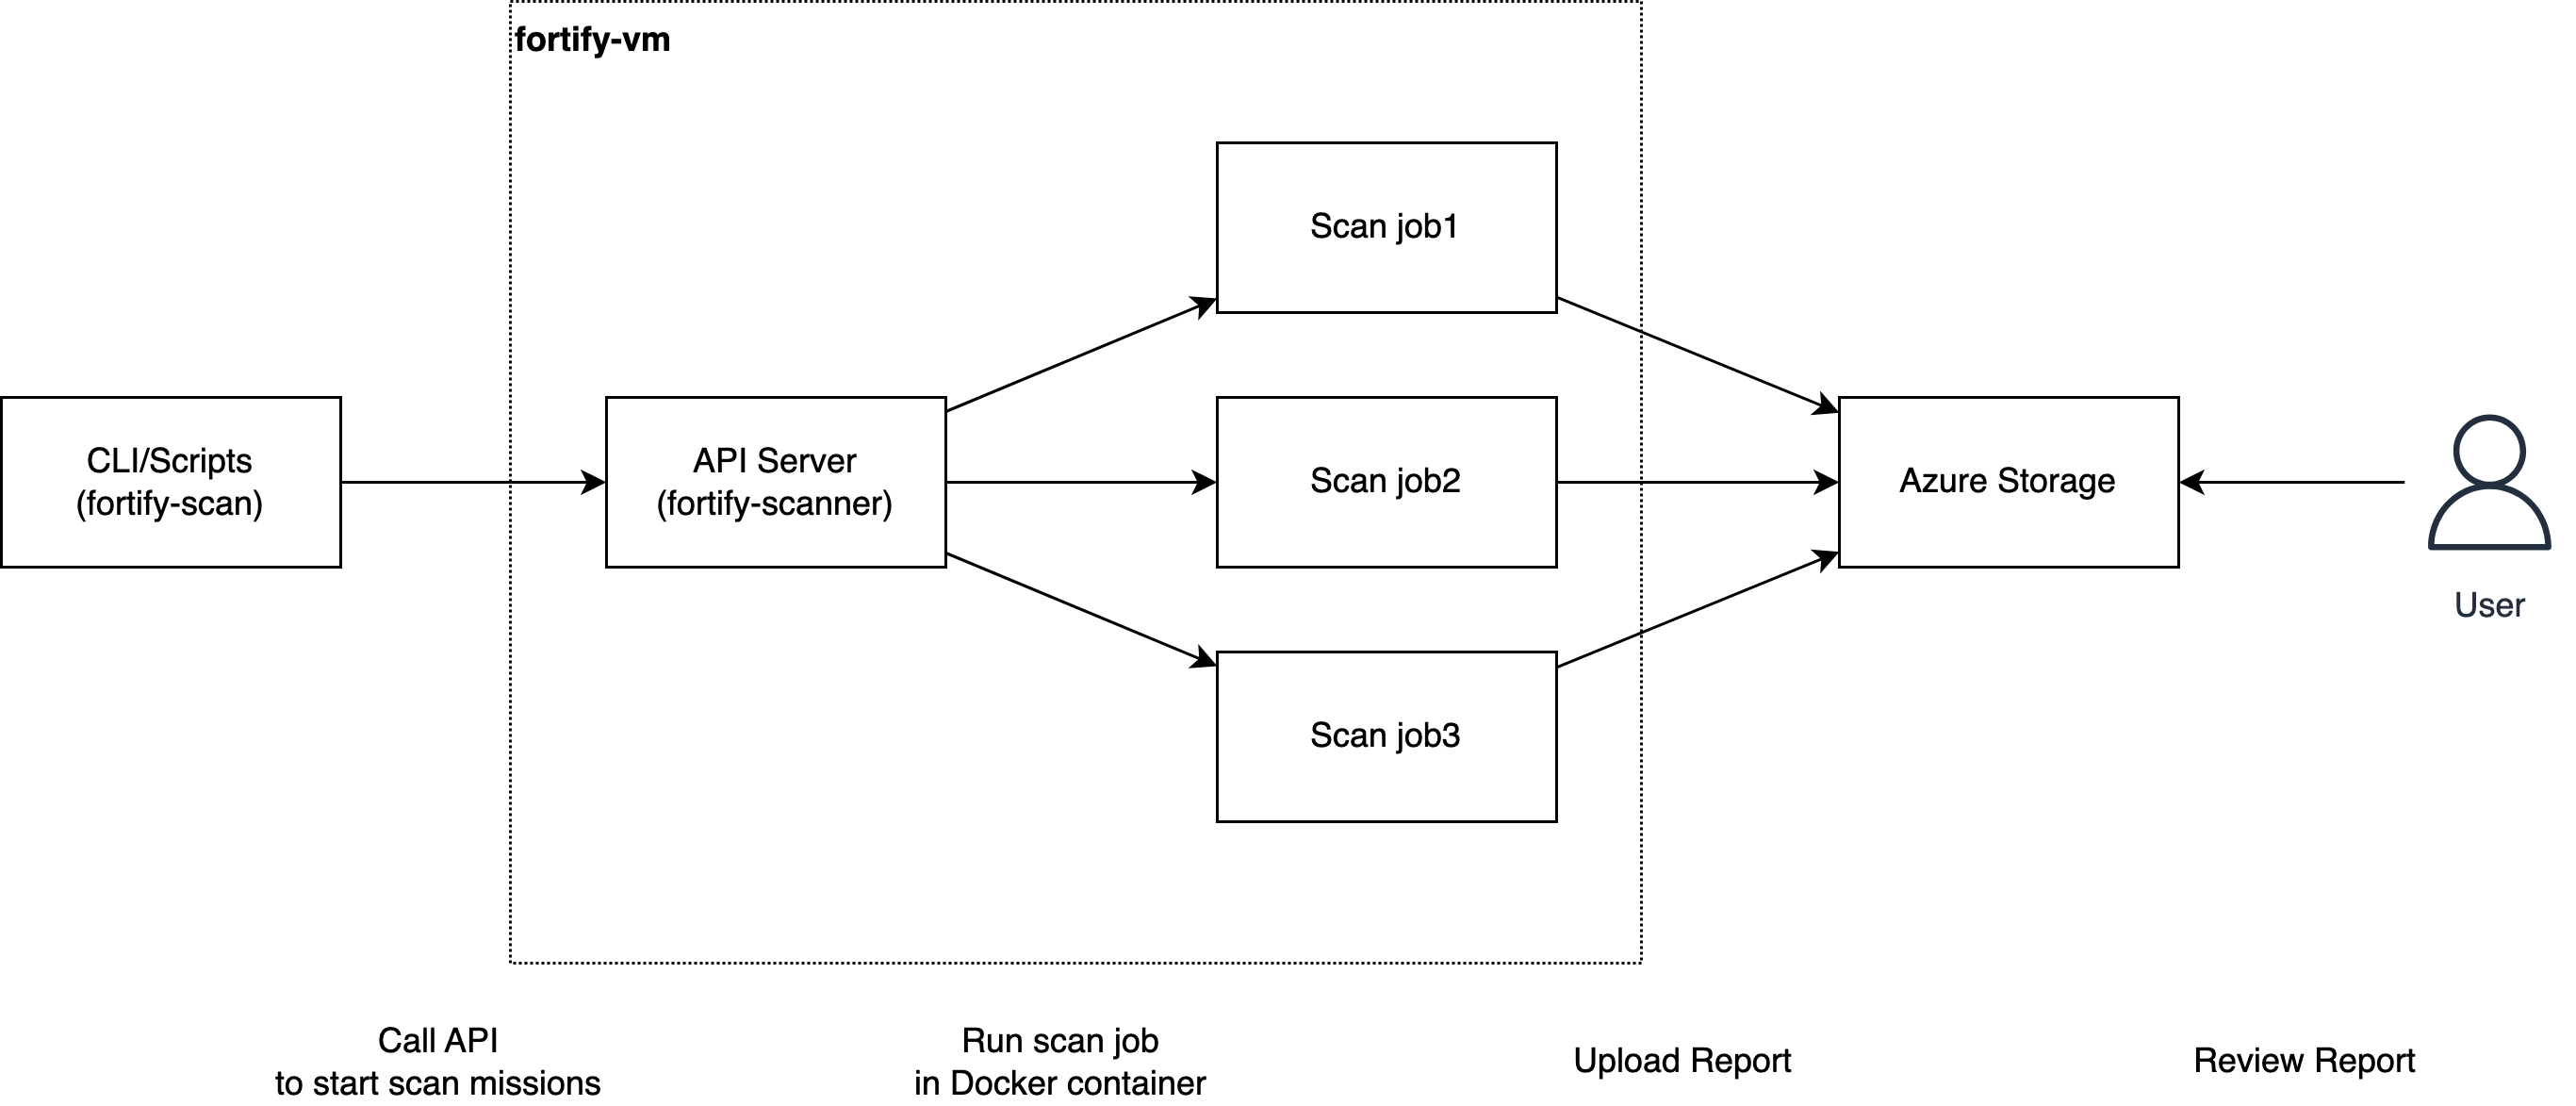 fortify-vm
Scan job1
CLI/Scripts
(fortify-scan)
API Server
(fortify-scanner)
Scan job2
Azure Storage
User
Scan job3
Call API
to start scan missions
Run scan job
in Docker container
Upload Report
Review Report